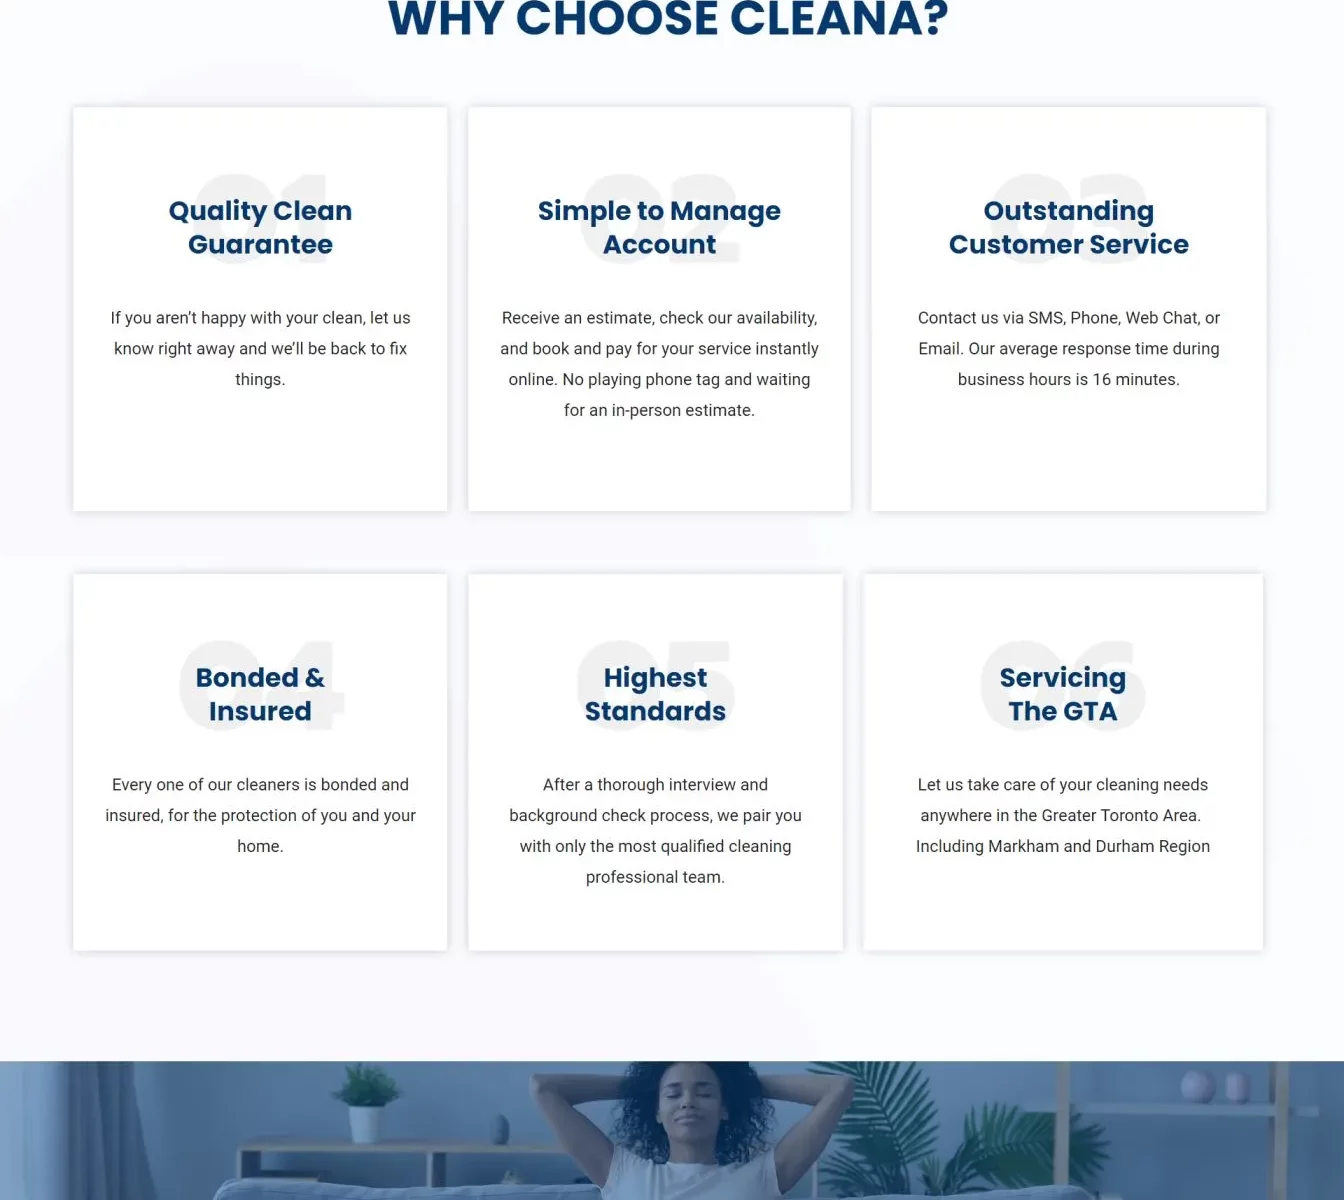 WHY CHOOSE CLEANA?
01
Quality Clean
Guarantee
If you aren’t happy with your clean, let us
know right away and we’ll be back to fix
things.
02
Simple to Manage
Account
Receive an estimate, check our availability,
and book and pay for your service instantly
online. No playing phone tag and waiting
for an in-person estimate.
03
Outstanding
Customer Service
Contact us via SMS, Phone, Web Chat, or
Email. Our average response time during
business hours is 16 minutes.
04
Bonded &
Insured
Every one of our cleaners is bonded and
insured, for the protection of you and your
home.
05
Highest
Standards
After a thorough interview and
background check process, we pair you
with only the most qualified cleaning
professional team.
06
Servicing
The GTA
Let us take care of your cleaning needs
anywhere in the Greater Toronto Area.
Including Markham and Durham Region